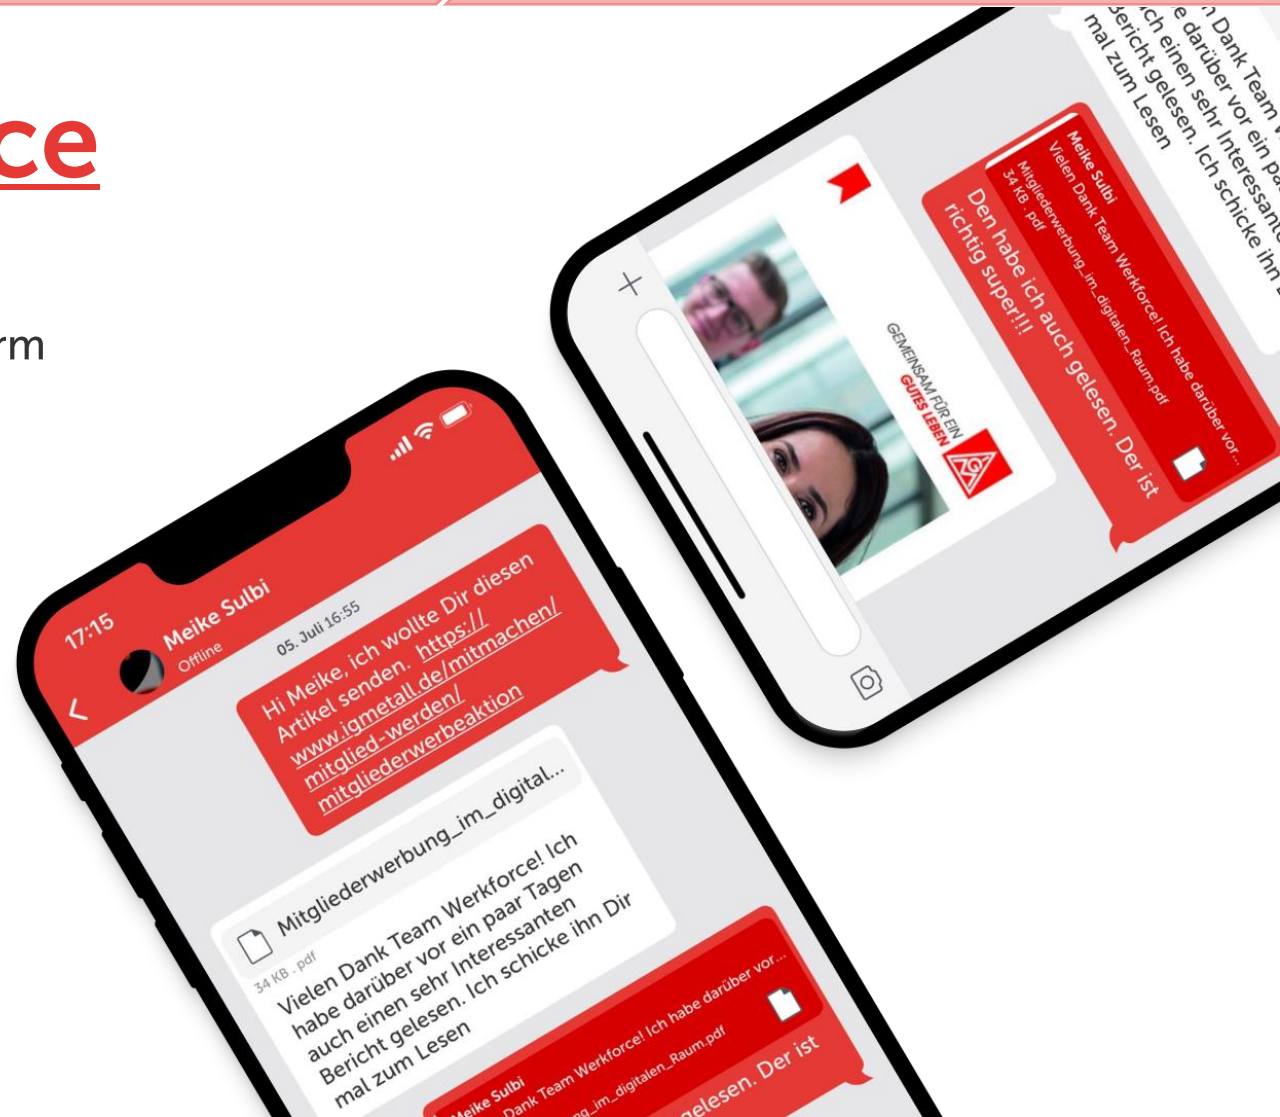 ce
rm
17:15
Meike Sulbi
Offline
05. Juli 16:55
Hi Meike, ich wollte Dir diesen
Artikel senden. https://
www.igmetall.de/mitmachen/
mitglied-werden/
mitgliederwerbeaktion
Mitgliederwerbung_im_digital...
34 KB . pdf
Vielen Dank Team Werkforce! Ich
habe darüber vor ein paar Tagen
auch einen sehr Interessanten
Bericht gelesen. Ich schicke ihn Dir
mal zum Lesen
Meike Sulbi
Dank Team Werkforce! Ich habe darüber vor...
ng_im_digitalen_Raum.pdf
gelesen. Der ist
n Dank Team
e darüber vor ein pa
ch einen sehr Interessante
Bericht gelesen. Ich schicke ihn
mal zum Lesen
Meike Sulbi
Vielen Dank Team Werkforce! Ich habe darüber vor...
Mitgliederwerbung_im_digitalen_Raum.pdf
34 KB . pdf
Den habe ich auch gelesen. Der ist
richtig super!!!
GEMEINSAM FÜR EIN
GUTES LEBEN
IGM